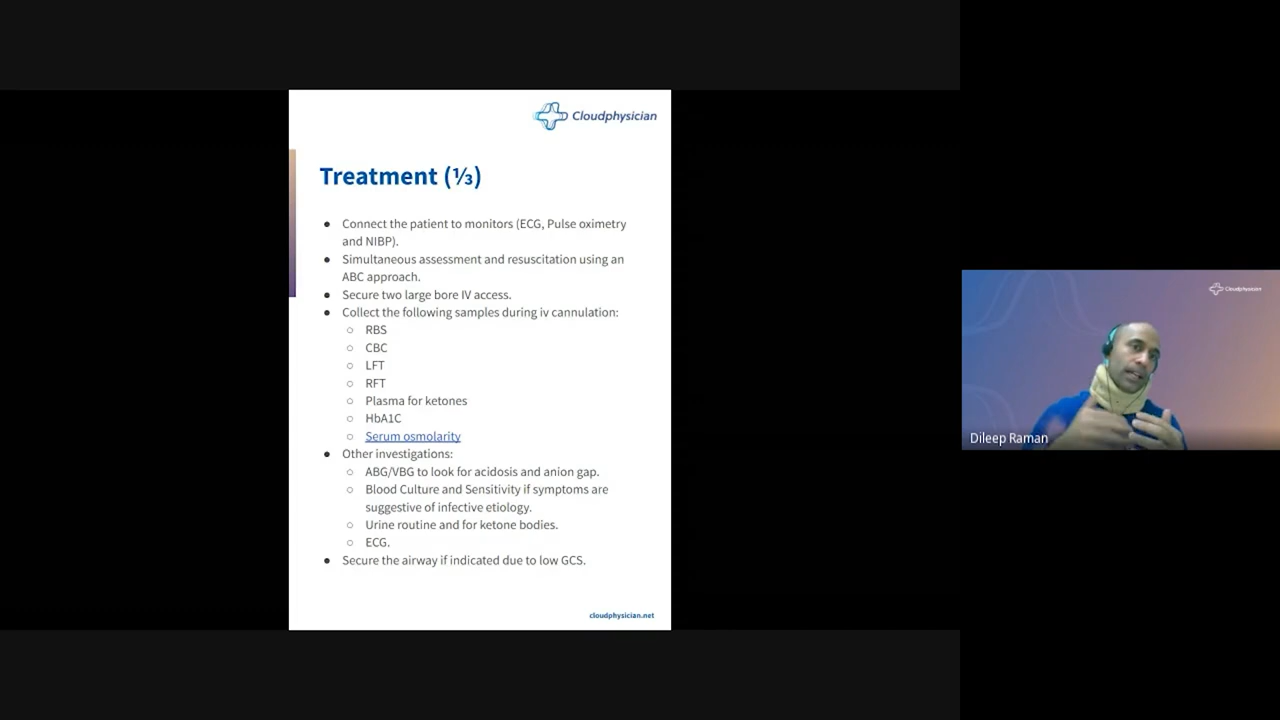 Cloudphysician
Treatment (⅓)
● Connect the patient to monitors (ECG, Pulse oximetry
and NIBP).
● Simultaneous assessment and resuscitation using an
ABC approach.
● Secure two large bore IV access.
● Collect the following samples during iv cannulation:
○ RBS
○ CBC
○ LFT
○ RFT
○ Plasma for ketones
○ HbA1C
○ Serum osmolarity
● Other investigations:
○ ABG/VBG to look for acidosis and anion gap.
○ Blood Culture and Sensitivity if symptoms are
suggestive of infective etiology.
○ Urine routine and for ketone bodies.
○ ECG.
● Secure the airway if indicated due to low GCS.
cloudphysician.net
Cloudphysician
Dileep Raman